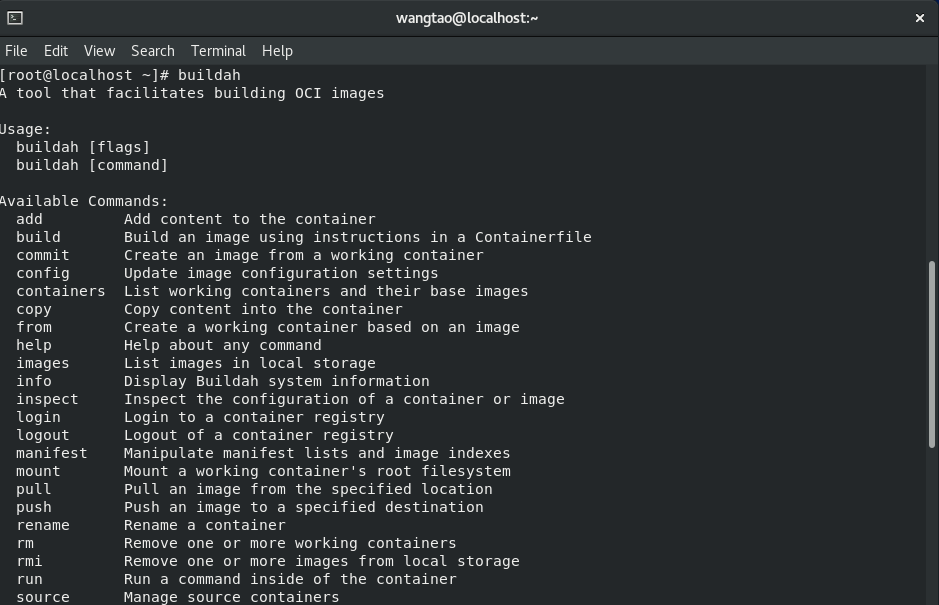 wangtao@localhost:~
File Edit View Search Terminal Help
[root@localhost ~]# buildah
A tool that facilitates building OCI images
Usage:
  buildah [flags]
  buildah [command]
Available Commands:
  add         Add content to the container
  build       Build an image using instructions in a Containerfile
  commit      Create an image from a working container
  config      Update image configuration settings
  containers  List working containers and their base images
  copy        Copy content into the container
  from        Create a working container based on an image
  help        Help about any command
  images      List images in local storage
  info        Display Buildah system information
  inspect     Inspect the configuration of a container or image
  login       Login to a container registry
  logout      Logout of a container registry
  manifest    Manipulate manifest lists and image indexes
  mount       Mount a working container's root filesystem
  pull        Pull an image from the specified location
  push        Push an image to a specified destination
  rename      Rename a container
  rm          Remove one or more working containers
  rmi         Remove one or more images from local storage
  run         Run a command inside of the container
  source      Manage source containers